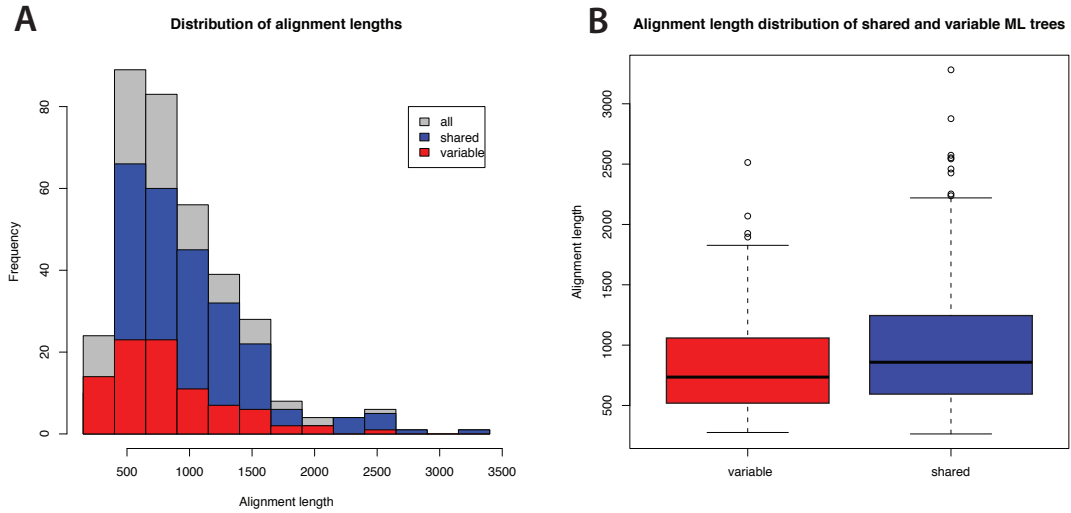 A
Distribution of alignment lengths
Frequency
0
20
40
60
80
all
shared
variable
500
1000
1500
2000
2500
3000
3500
Alignment length
B
Alignment length distribution of shared and variable ML trees
Alignment length
500
1000
1500
2000
2500
3000
variable
shared